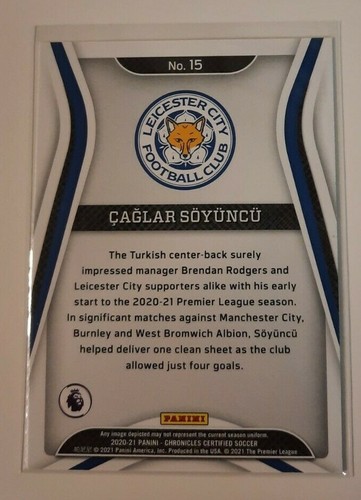 No. 15
LEICESTER CITY
FOOTBALL CLUB
ÇAĞLAR SÖYÜNCÜ
The Turkish center-back surely
impressed manager Brendan Rodgers and
Leicester City supporters alike with his early
start to the 2020-21 Premier League season.
In significant matches against Manchester City,
Burnley and West Bromwich Albion, Söyüncü
helped deliver one clean sheet as the club
allowed just four goals.
PANINI
Any image depicted may not represent the current season uniform.
2020-21 PANINI - CHRONICLES CERTIFIED SOCCER
© 2021 Panini America, Inc. Produced in the USA. © 2021 The Premier League